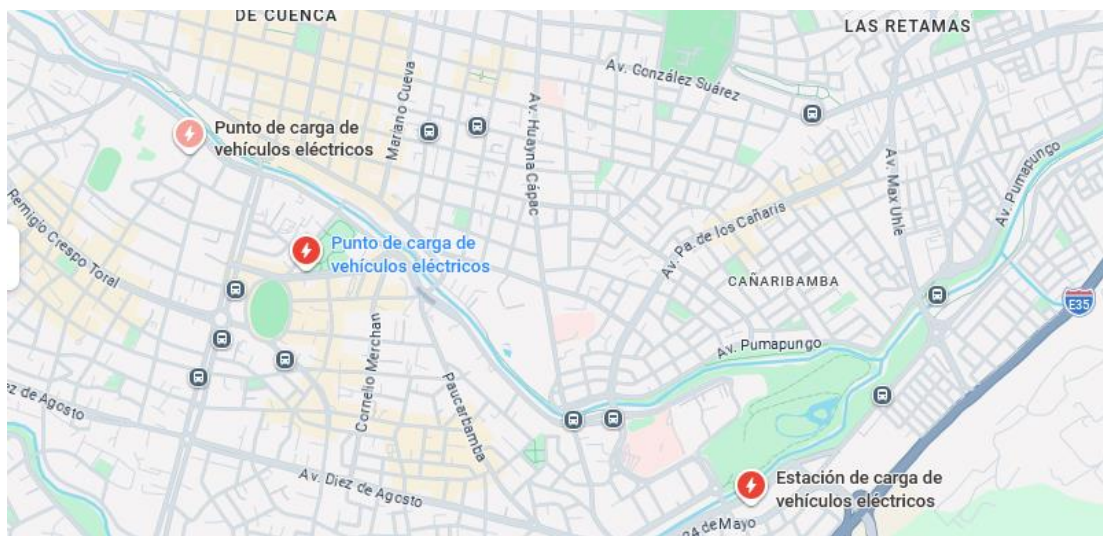 DE CUENCA
LAS RETAMAS
Av. González Suárez
Mariano Cueva
Av. Huayna Cápac
Punto de carga de
vehículos eléctricos
Av. Max Uhle
Av. Pumapungo
Remigio Crespo Toral
Av. Pa. de los Cañaris
Punto de carga de
vehículos eléctricos
CAÑARIBAMBA
E35
Av. Pumapungo
Cornelio Merchan
Paucarbamba
ez de Agosto
Av. Diez de Agosto
Estación de carga de
vehículos eléctricos
24 de Mayo